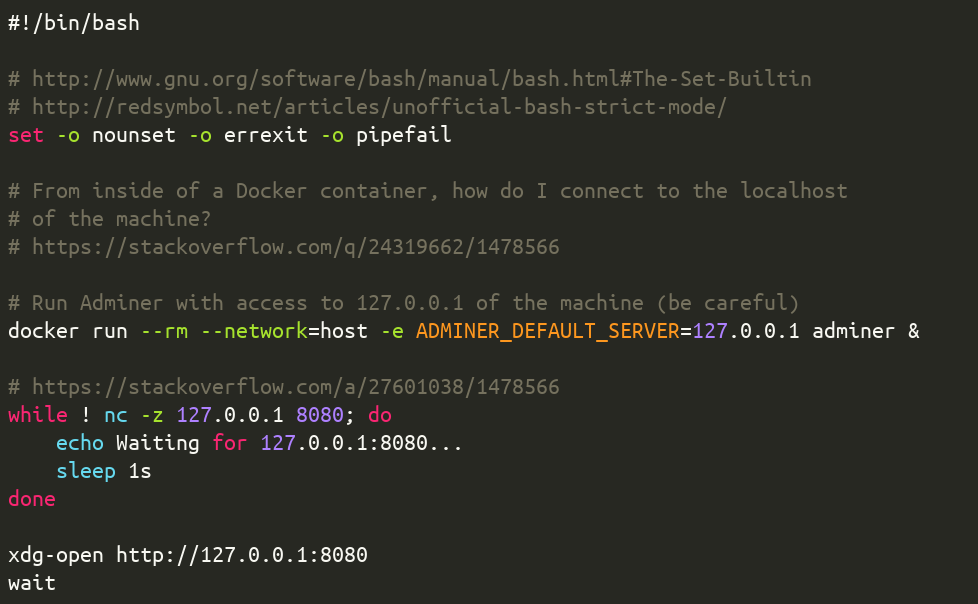 #!/bin/bash
# http://www.gnu.org/software/bash/manual/bash.html#The-Set-Builtin
# http://redsymbol.net/articles/unofficial-bash-strict-mode/
set -o nounset -o errexit -o pipefail
# From inside of a Docker container, how do I connect to the localhost
# of the machine?
# https://stackoverflow.com/q/24319662/1478566
# Run Adminer with access to 127.0.0.1 of the machine (be careful)
docker run --rm --network=host -e ADMINER_DEFAULT_SERVER=127.0.0.1 adminer &
# https://stackoverflow.com/a/27601038/1478566
while ! nc -z 127.0.0.1 8080; do
    echo Waiting for 127.0.0.1:8080...
    sleep 1s
done
xdg-open http://127.0.0.1:8080
wait